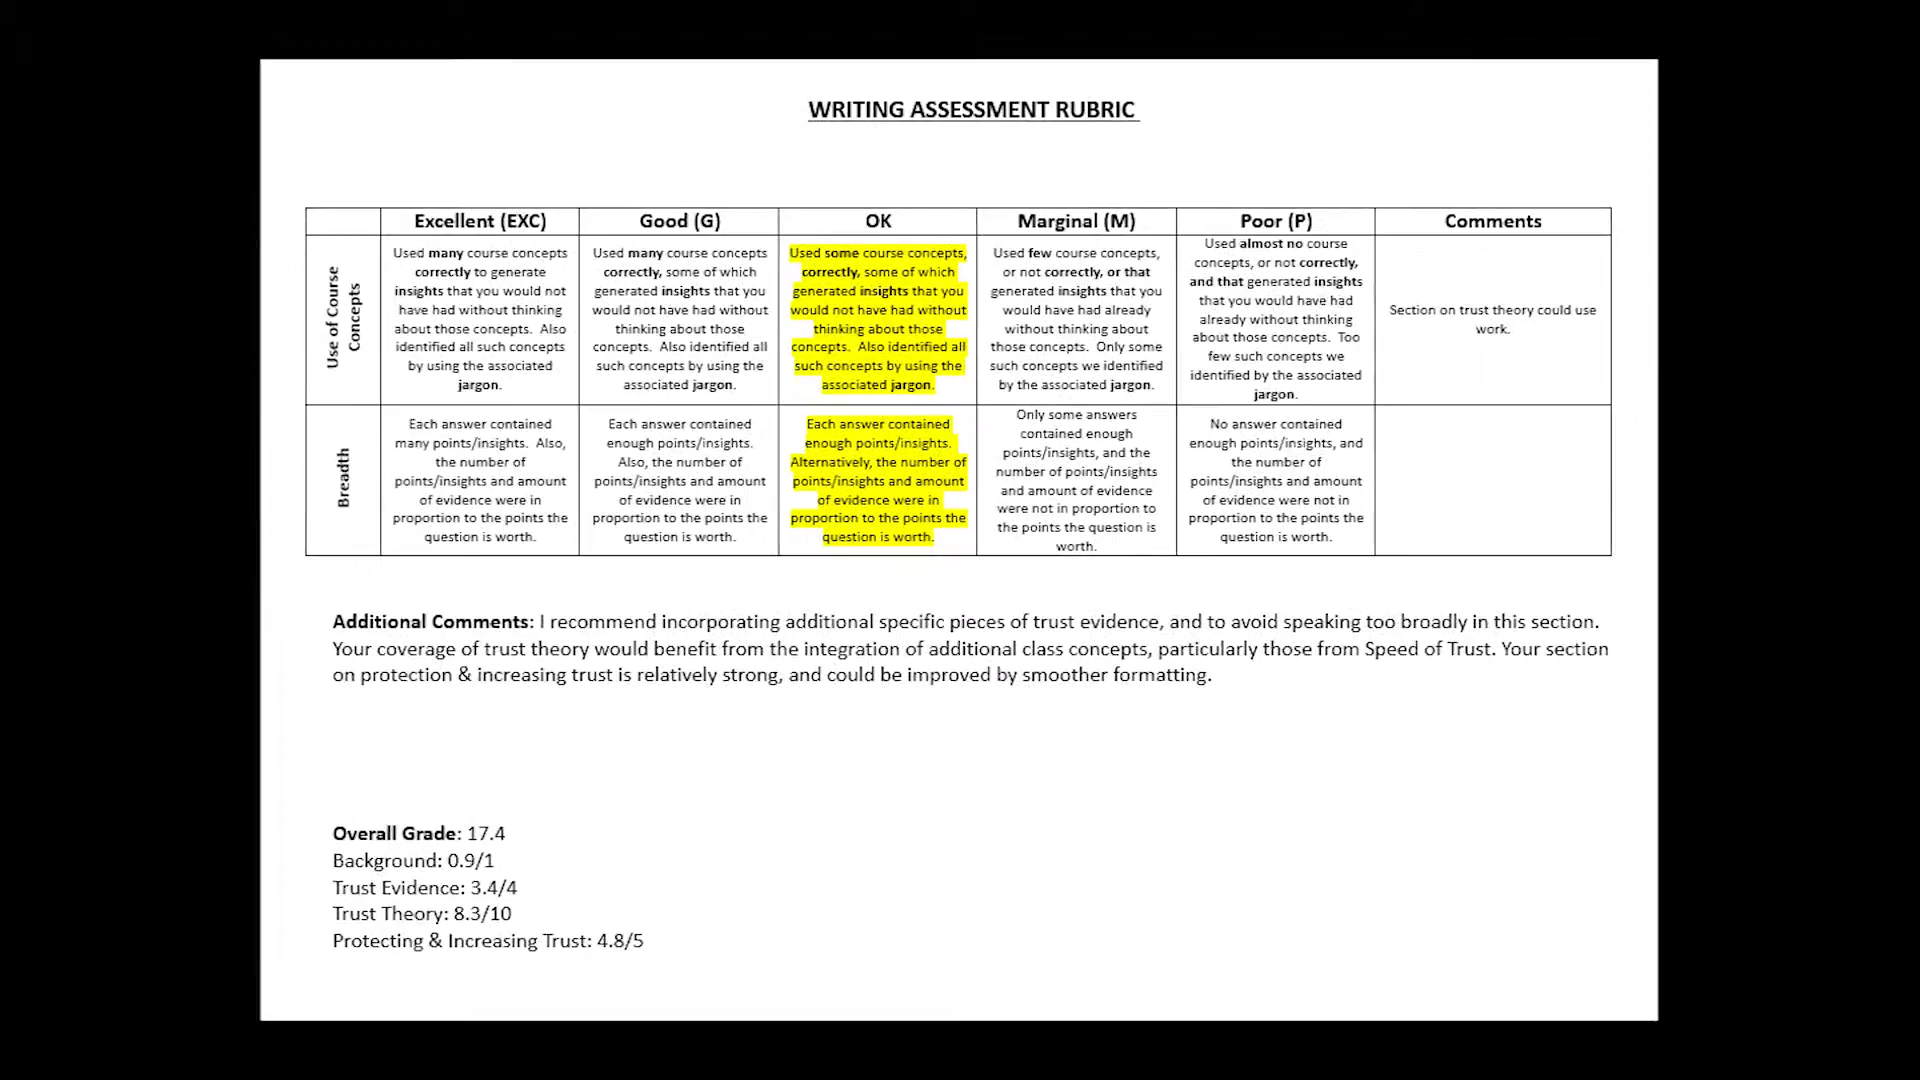 WRITING ASSESSMENT RUBRIC
Excellent (EXC)
Good (G)
OK
Marginal (M)
Poor (P)
Comments
Use of Course
Concepts
Used many course concepts
correctly to generate
insights that you would not
have had without thinking
about those concepts. Also
identified all such concepts
by using the associated
jargon.
Used many course concepts
correctly, some of which
generated insights that you
would not have had without
thinking about those
concepts. Also identified all
such concepts by using the
associated jargon.
Used some course concepts,
correctly, some of which
generated insights that you
would not have had without
thinking about those
concepts. Also identified all
such concepts by using the
associated jargon.
Used few course concepts,
or not correctly, or that
generated insights that you
would have had already
without thinking about
those concepts. Only some
such concepts we identified
by the associated jargon.
Used almost no course
concepts, or not correctly,
and that generated insights
that you would have had
already without thinking
about those concepts. Too
few such concepts we
identified by the associated
jargon.
Section on trust theory could use
work.
Breadth
Each answer contained
many points/insights. Also,
the number of
points/insights and amount
of evidence were in
proportion to the points the
question is worth.
Each answer contained
enough points/insights.
Also, the number of
points/insights and amount
of evidence were in
proportion to the points the
question is worth.
Each answer contained
enough points/insights.
Alternatively, the number of
points/insights and amount
of evidence were in
proportion to the points the
question is worth.
Only some answers
contained enough
points/insights, and the
number of points/insights
and amount of evidence
were not in proportion to
the points the question is
worth.
No answer contained
enough points/insights, and
the number of
points/insights and amount
of evidence were not in
proportion to the points the
question is worth.
Additional Comments: I recommend incorporating additional specific pieces of trust evidence, and to avoid speaking too broadly in this section.
Your coverage of trust theory would benefit from the integration of additional class concepts, particularly those from Speed of Trust. Your section
on protection & increasing trust is relatively strong, and could be improved by smoother formatting.
Overall Grade: 17.4
Background: 0.9/1
Trust Evidence: 3.4/4
Trust Theory: 8.3/10
Protecting & Increasing Trust: 4.8/5